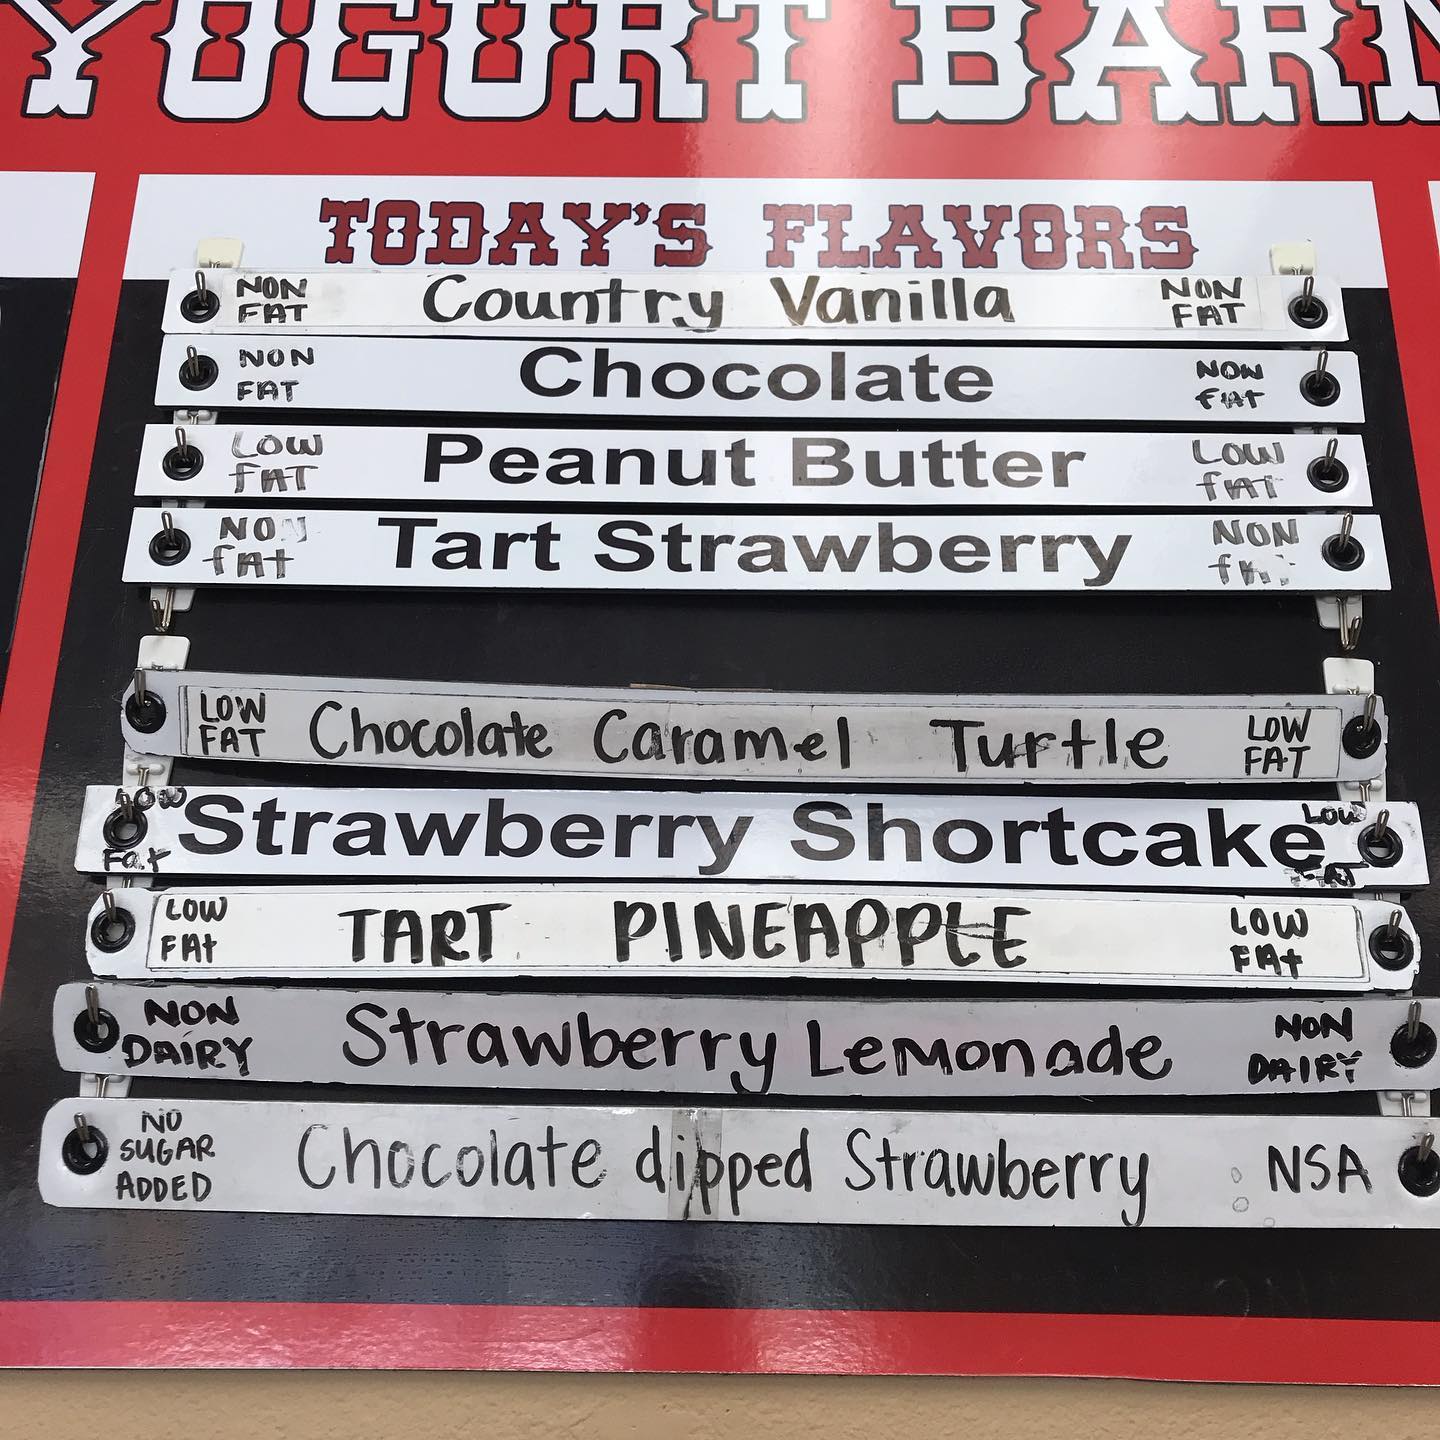 YOGURT BARN
TODAY'S FLAVORS
NON FAT Country Vanilla NON FAT
NON FAT Chocolate NON fAt
LOW fAT Peanut Butter LOW fAT
NON fAt Tart Strawberry NON fAt
LOW FAT Chocolate Caramel Turtle LOW FAT
LOW Fat Strawberry Shortcake Low FAT
LOW FAt TART PINEAPPLE LOW FAt
NON DAIRY Strawberry Lemonade NON DAIRY
NO SUGAR ADDED Chocolate dipped Strawberry NSA